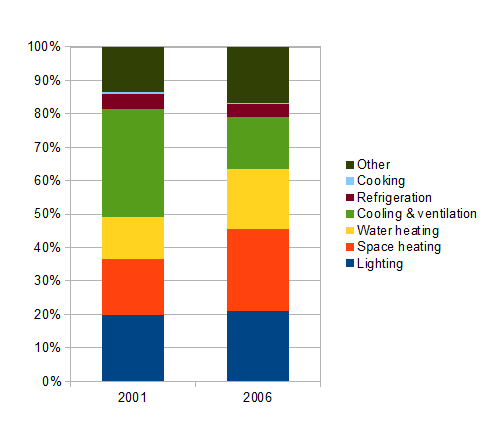 100%
90%
80%
70%
60%
50%
40%
30%
20%
10%
0%
2001
2006
Other
Cooking
Refrigeration
Cooling & ventilation
Water heating
Space heating
Lighting